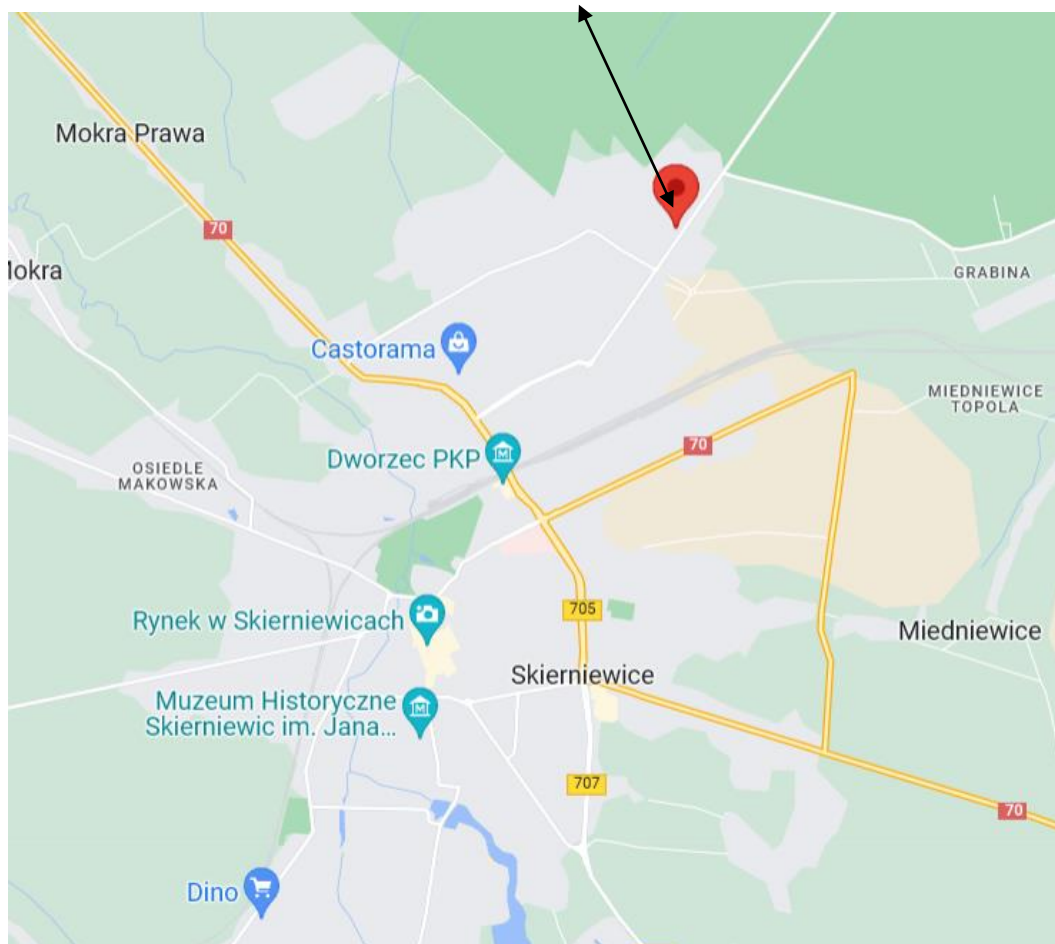 Mokra Prawa
70
lokra
GRABINA
Castorama
MIEDNIEWICE
TOPOLA
Dworzec PKP
70
OSIEDLE
MAKOWSKA
705
Rynek w Skierniewicach
Miedniewice
Skierniewice
Muzeum Historyczne
Skierniewic im. Jana...
707
70
Dino